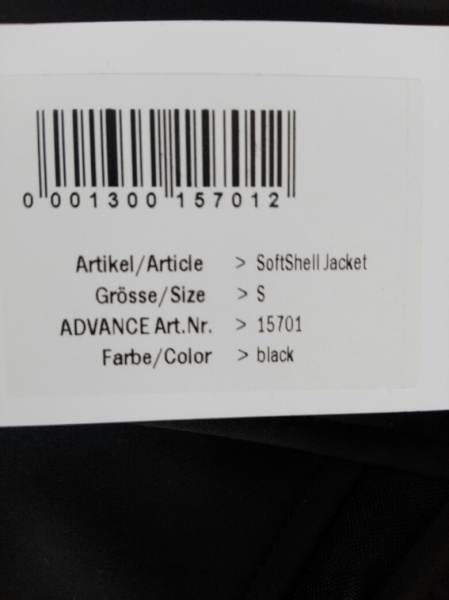 0 001300 157012
Artikel/Article > SoftShell Jacket
Grösse/Size > S
ADVANCE Art.Nr. > 15701
Farbe/Color > black